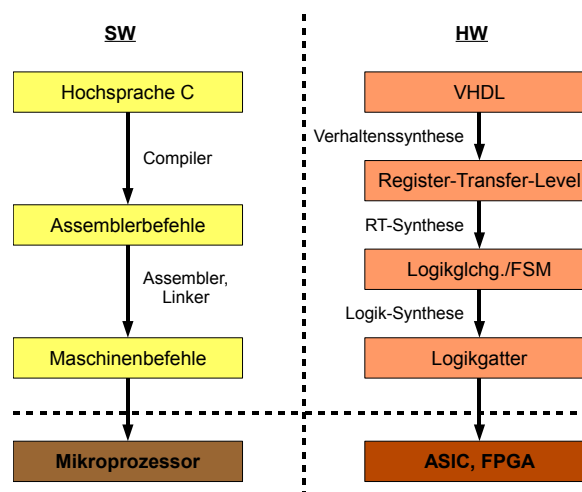 SW
Hochsprache C
Compiler
Assemblerbefehle
Assembler,
Linker
Maschinenbefehle
Mikroprozessor
HW
VHDL
Verhaltenssynthese
Register-Transfer-Level
RT-Synthese
Logikglchg./FSM
Logik-Synthese
Logikgatter
ASIC, FPGA